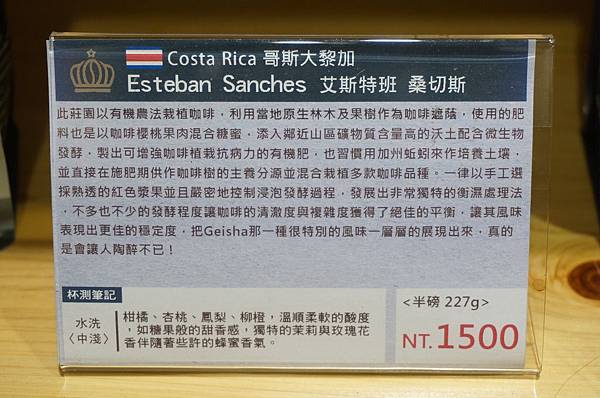 Costa Rica 哥斯大黎加
Esteban Sanches 艾斯特班 桑切斯
此莊園以有機農法栽植咖啡，利用當地原生林木及果樹作為咖啡遮蔭，使用的肥
料也是以咖啡櫻桃果肉混合糖蜜，添入鄰近山區礦物質含量高的沃土配合微生物
發酵，製出可增強咖啡植栽抗病力的有機肥，也習慣用加州蚯蚓來作培養土壤，
並直接在施肥期供作咖啡樹的主養分源並混合栽植多款咖啡品種。一律以手工選
採熟透的紅色漿果並且嚴密地控制浸泡發酵過程，發展出非常獨特的衡濕處理法
，不多也不少的發酵程度讓咖啡的清澈度與複雜度獲得了絕佳的平衡，讓其風味
表現出更佳的穩定度，把Geisha那一種很特別的風味一層層的展現出來，真的
是會讓人陶醉不已！
杯測筆記
水洗
〈中淺〉
柑橘、杏桃、鳳梨、柳橙，溫順柔軟的酸度
，如糖果般的甜香感，獨特的茉莉與玫瑰花
香伴隨著些許的蜂蜜香氣。
<半磅 227g>
NT.1500